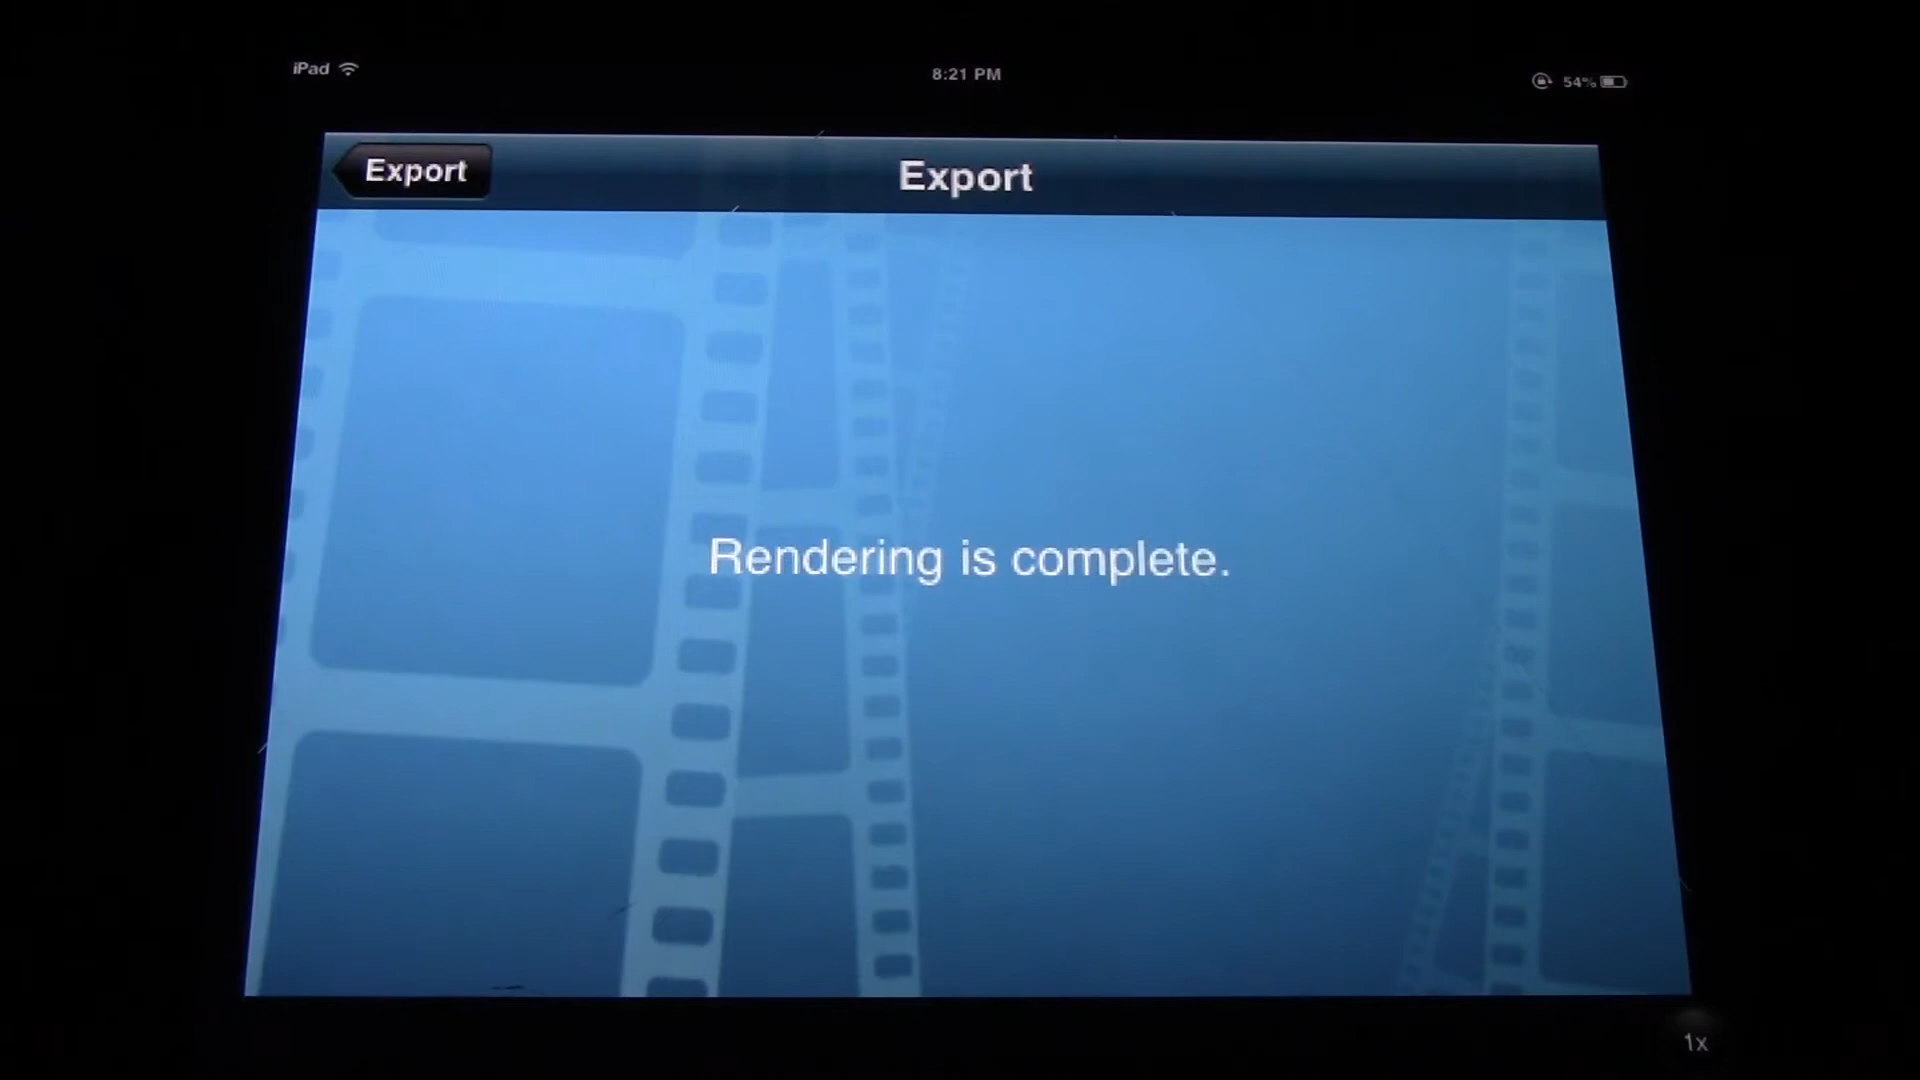 iPad
8:21 PM
54%
Export
Export
Rendering is complete.
1x